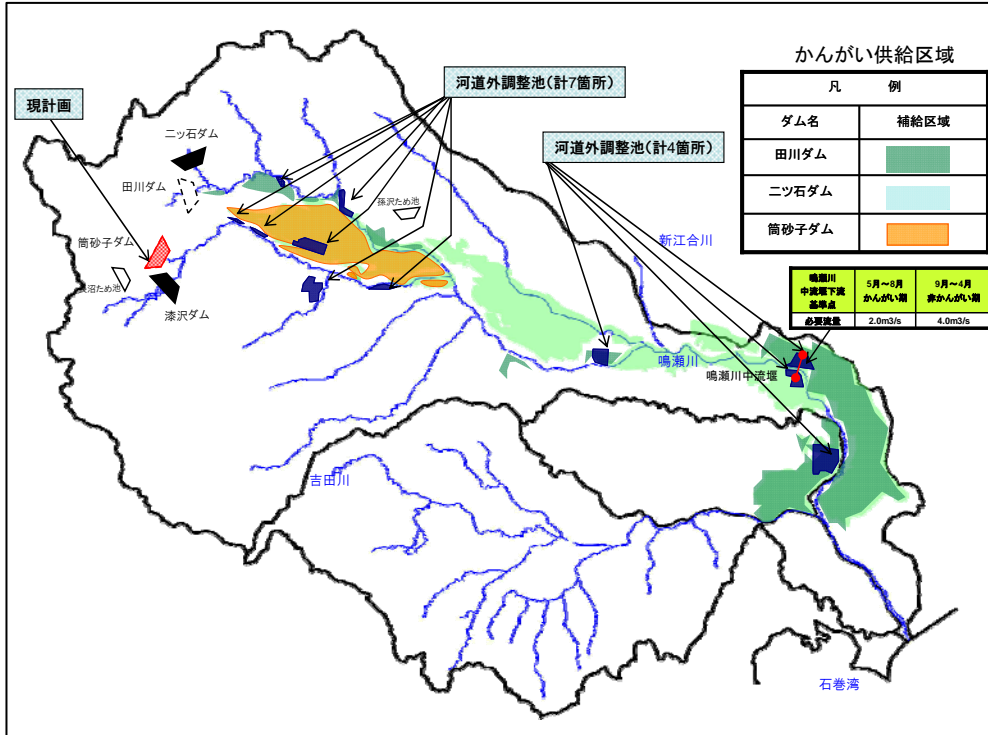 かんがい供給区域
凡 例
ダム名 補給区域
田川ダム
二ツ石ダム
筒砂子ダム
河道外調整池(計7箇所)
現計画
河道外調整池(計4箇所)
二ッ石ダム
田川ダム
孫沢ため池
筒砂子ダム
沼ため池
漆沢ダム
新江合川
鳴瀬川
中流堰下流
基準点
5月~8月
かんがい期
9月~4月
非かんがい期
必要流量 2.0m3/s 4.0m3/s
鳴瀬川
鳴瀬川中流堰
吉田川
石巻湾